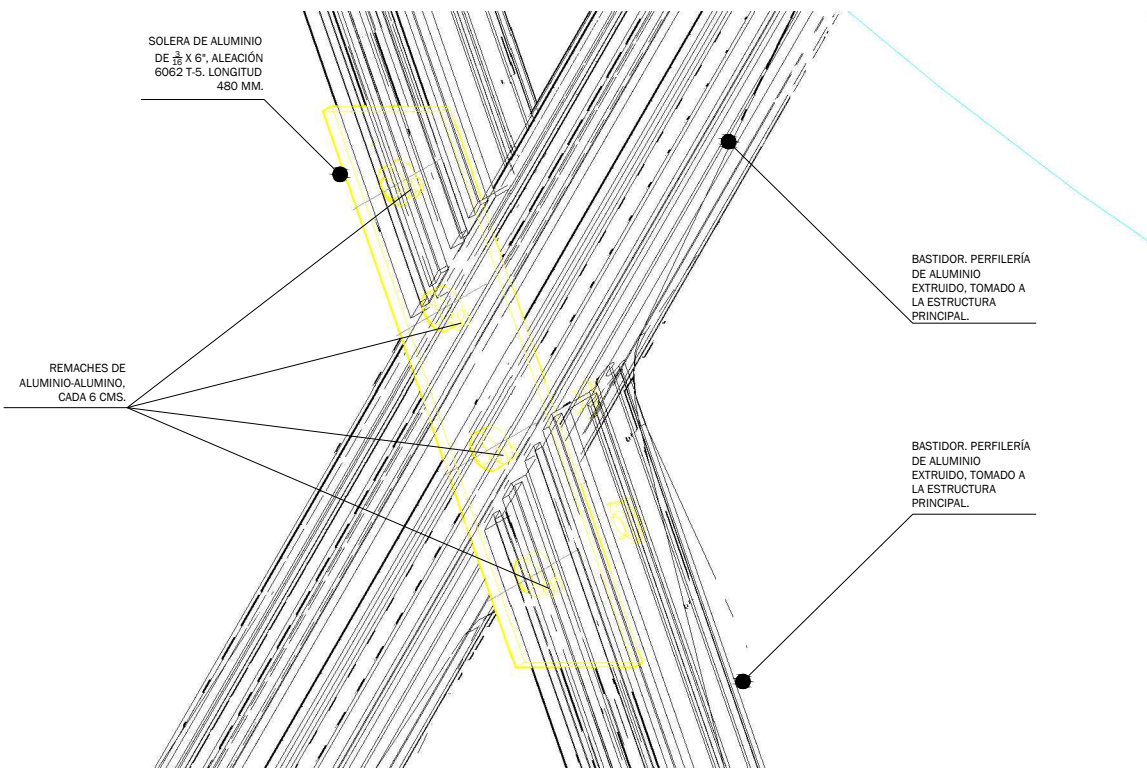 SOLERA DE ALUMINIO
DE 3/16 X 6", ALEACIÓN
6062 T-5. LONGITUD
480 MM.
BASTIDOR. PERFILERÍA
DE ALUMINIO
EXTRUIDO, TOMADO A
LA ESTRUCTURA
PRINCIPAL.
REMACHES DE
ALUMINIO-ALUMINO,
CADA 6 CMS.
BASTIDOR. PERFILERÍA
DE ALUMINIO
EXTRUIDO, TOMADO A
LA ESTRUCTURA
PRINCIPAL.